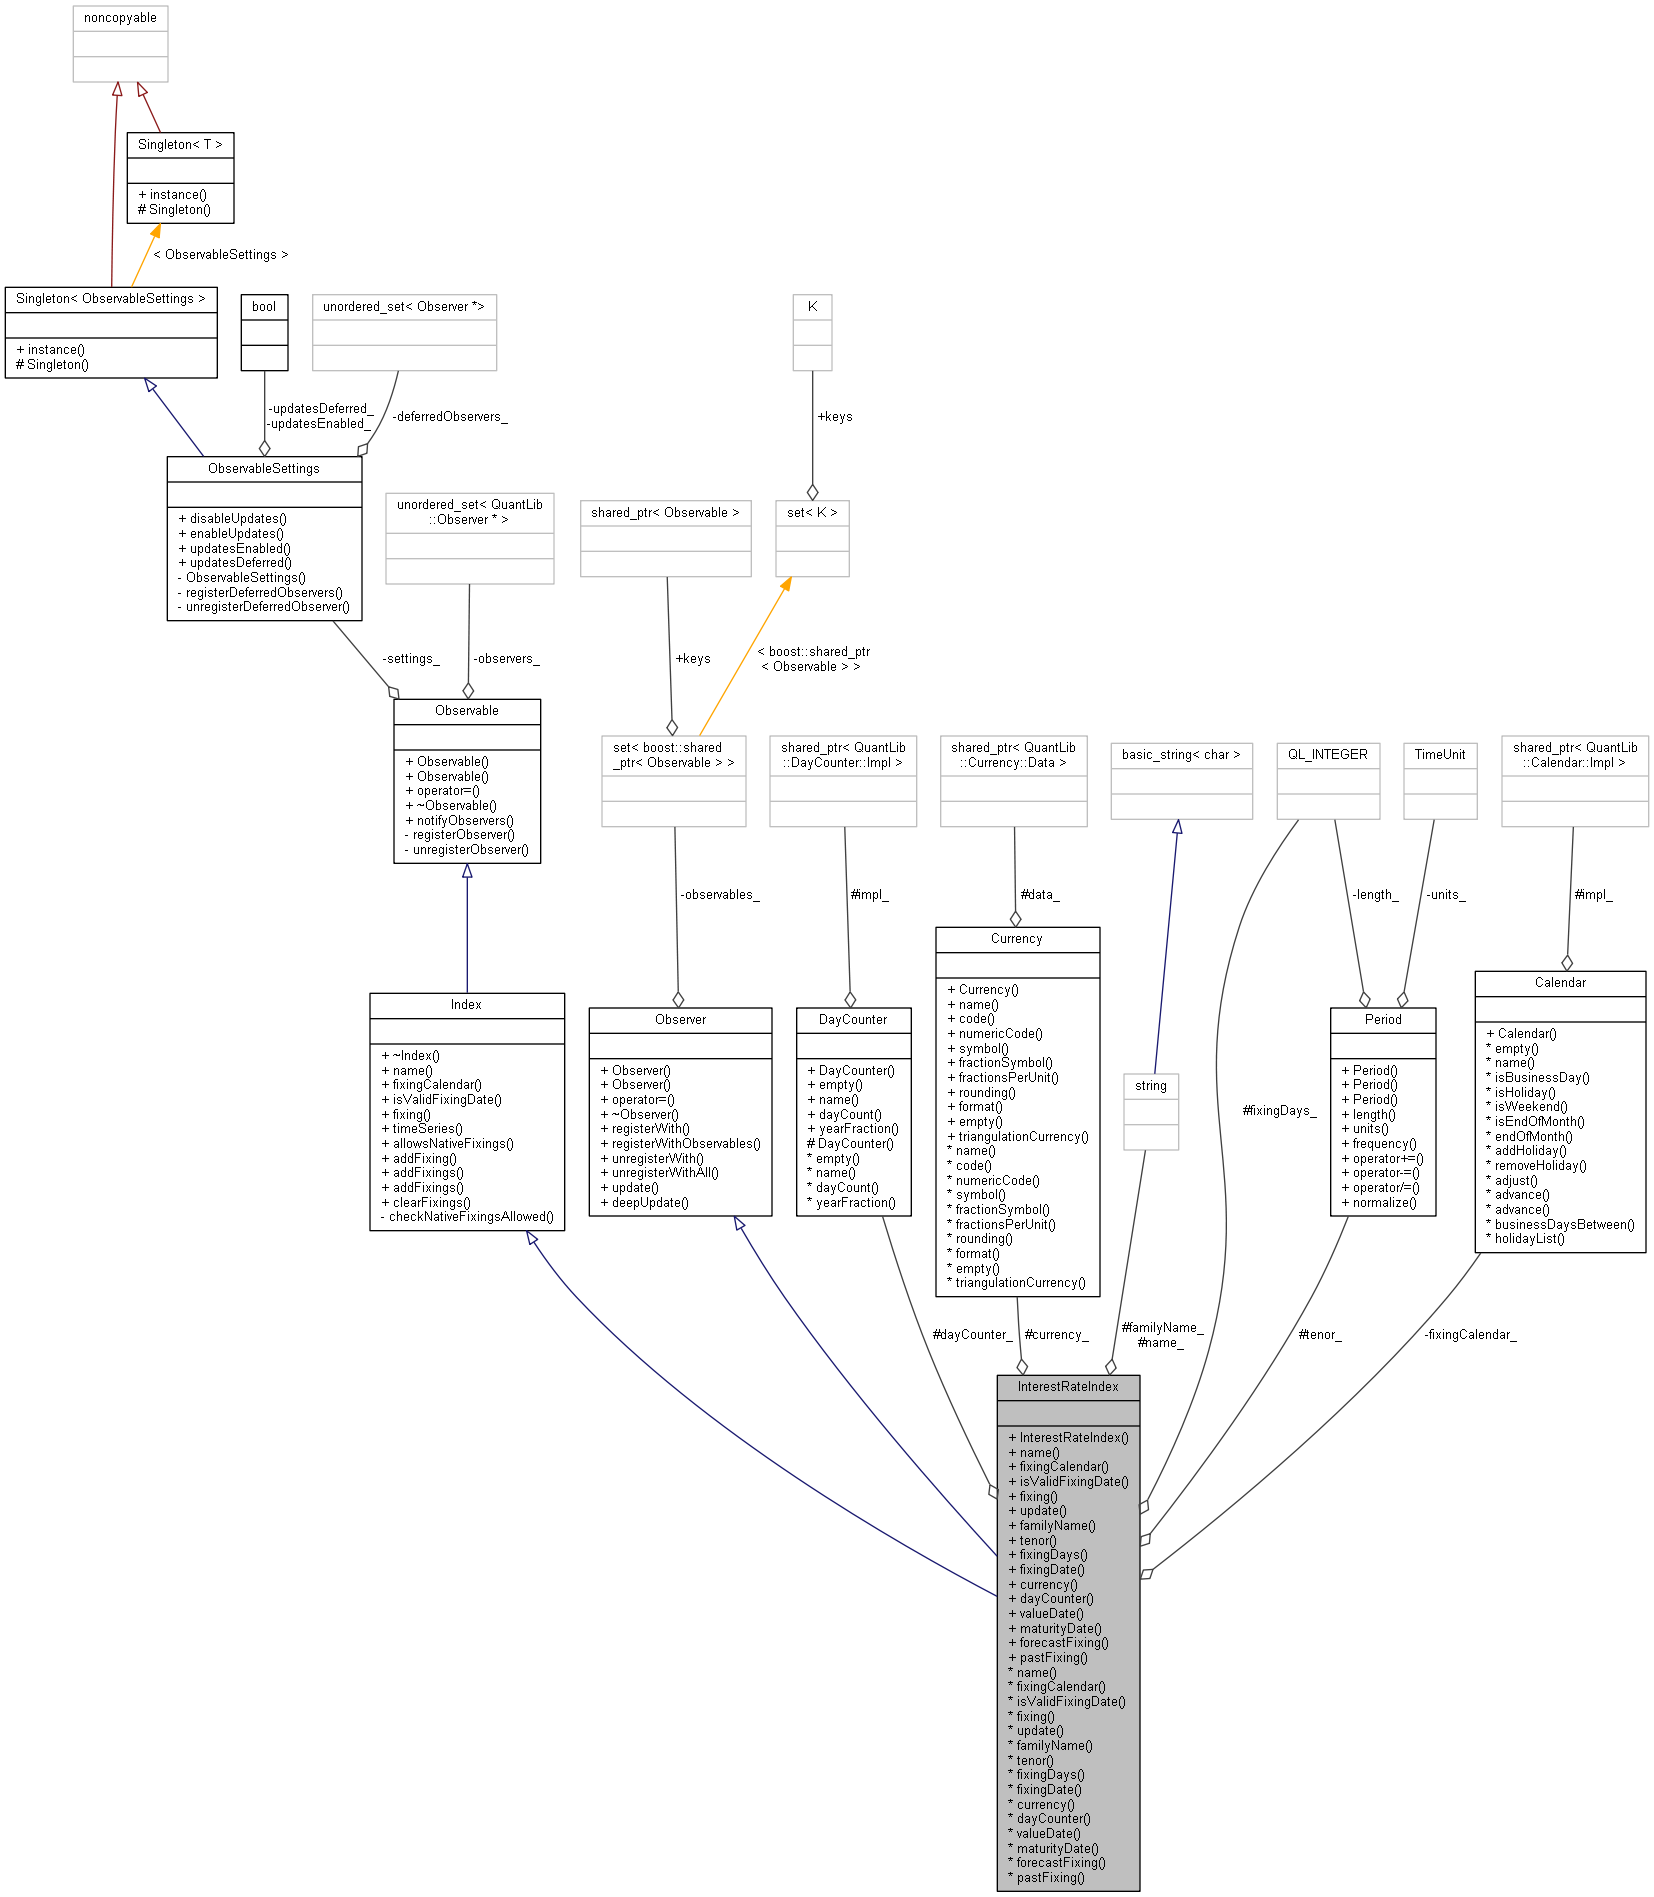 noncopyable
Singleton< T >
+ instance()
# Singleton()
< ObservableSettings >
Singleton< ObservableSettings >
+ instance()
# Singleton()
bool
unordered_set< Observer *>
K
-updatesDeferred_
-updatesEnabled_
-deferredObservers_
+keys
ObservableSettings
+ disableUpdates()
+ enableUpdates()
+ updatesEnabled()
+ updatesDeferred()
- ObservableSettings()
- registerDeferredObservers()
- unregisterDeferredObserver()
unordered_set< QuantLib
::Observer * >
shared_ptr< Observable >
set< K >
-settings_
-observers_
+keys
< boost::shared_ptr
< Observable > >
Observable
+ Observable()
+ Observable()
+ operator=()
+ ~Observable()
+ notifyObservers()
- registerObserver()
- unregisterObserver()
set< boost::shared
_ptr< Observable > >
shared_ptr< QuantLib
::DayCounter::Impl >
shared_ptr< QuantLib
::Currency::Data >
basic_string< char >
QL_INTEGER
TimeUnit
shared_ptr< QuantLib
::Calendar::Impl >
-observables_
#impl_
#data_
-length_
-units_
#impl_
Index
+ ~Index()
+ name()
+ fixingCalendar()
+ isValidFixingDate()
+ fixing()
+ timeSeries()
+ allowsNativeFixings()
+ addFixing()
+ addFixings()
+ addFixings()
+ clearFixings()
- checkNativeFixingsAllowed()
Observer
+ Observer()
+ Observer()
+ operator=()
+ ~Observer()
+ registerWith()
+ registerWithObservables()
+ unregisterWith()
+ unregisterWithAll()
+ update()
+ deepUpdate()
DayCounter
+ DayCounter()
+ empty()
+ name()
+ dayCount()
+ yearFraction()
# DayCounter()
* empty()
* name()
* dayCount()
* yearFraction()
Currency
+ Currency()
+ name()
+ code()
+ numericCode()
+ symbol()
+ fractionSymbol()
+ fractionsPerUnit()
+ rounding()
+ format()
+ empty()
+ triangulationCurrency()
* name()
* code()
* numericCode()
* symbol()
* fractionSymbol()
* fractionsPerUnit()
* rounding()
* format()
* empty()
* triangulationCurrency()
string
#fixingDays_
Period
+ Period()
+ Period()
+ Period()
+ length()
+ units()
+ frequency()
+ operator+=()
+ operator-=()
+ operator/=()
+ normalize()
Calendar
+ Calendar()
* empty()
* name()
* isBusinessDay()
* isHoliday()
* isWeekend()
* isEndOfMonth()
* endOfMonth()
* addHoliday()
* removeHoliday()
* adjust()
* advance()
* advance()
* businessDaysBetween()
* holidayList()
#dayCounter_
#currency_
#familyName_
#name_
#tenor_
-fixingCalendar_
InterestRateIndex
+ InterestRateIndex()
+ name()
+ fixingCalendar()
+ isValidFixingDate()
+ fixing()
+ update()
+ familyName()
+ tenor()
+ fixingDays()
+ fixingDate()
+ currency()
+ dayCounter()
+ valueDate()
+ maturityDate()
+ forecastFixing()
+ pastFixing()
* name()
* fixingCalendar()
* isValidFixingDate()
* fixing()
* update()
* familyName()
* tenor()
* fixingDays()
* fixingDate()
* currency()
* dayCounter()
* valueDate()
* maturityDate()
* forecastFixing()
* pastFixing()